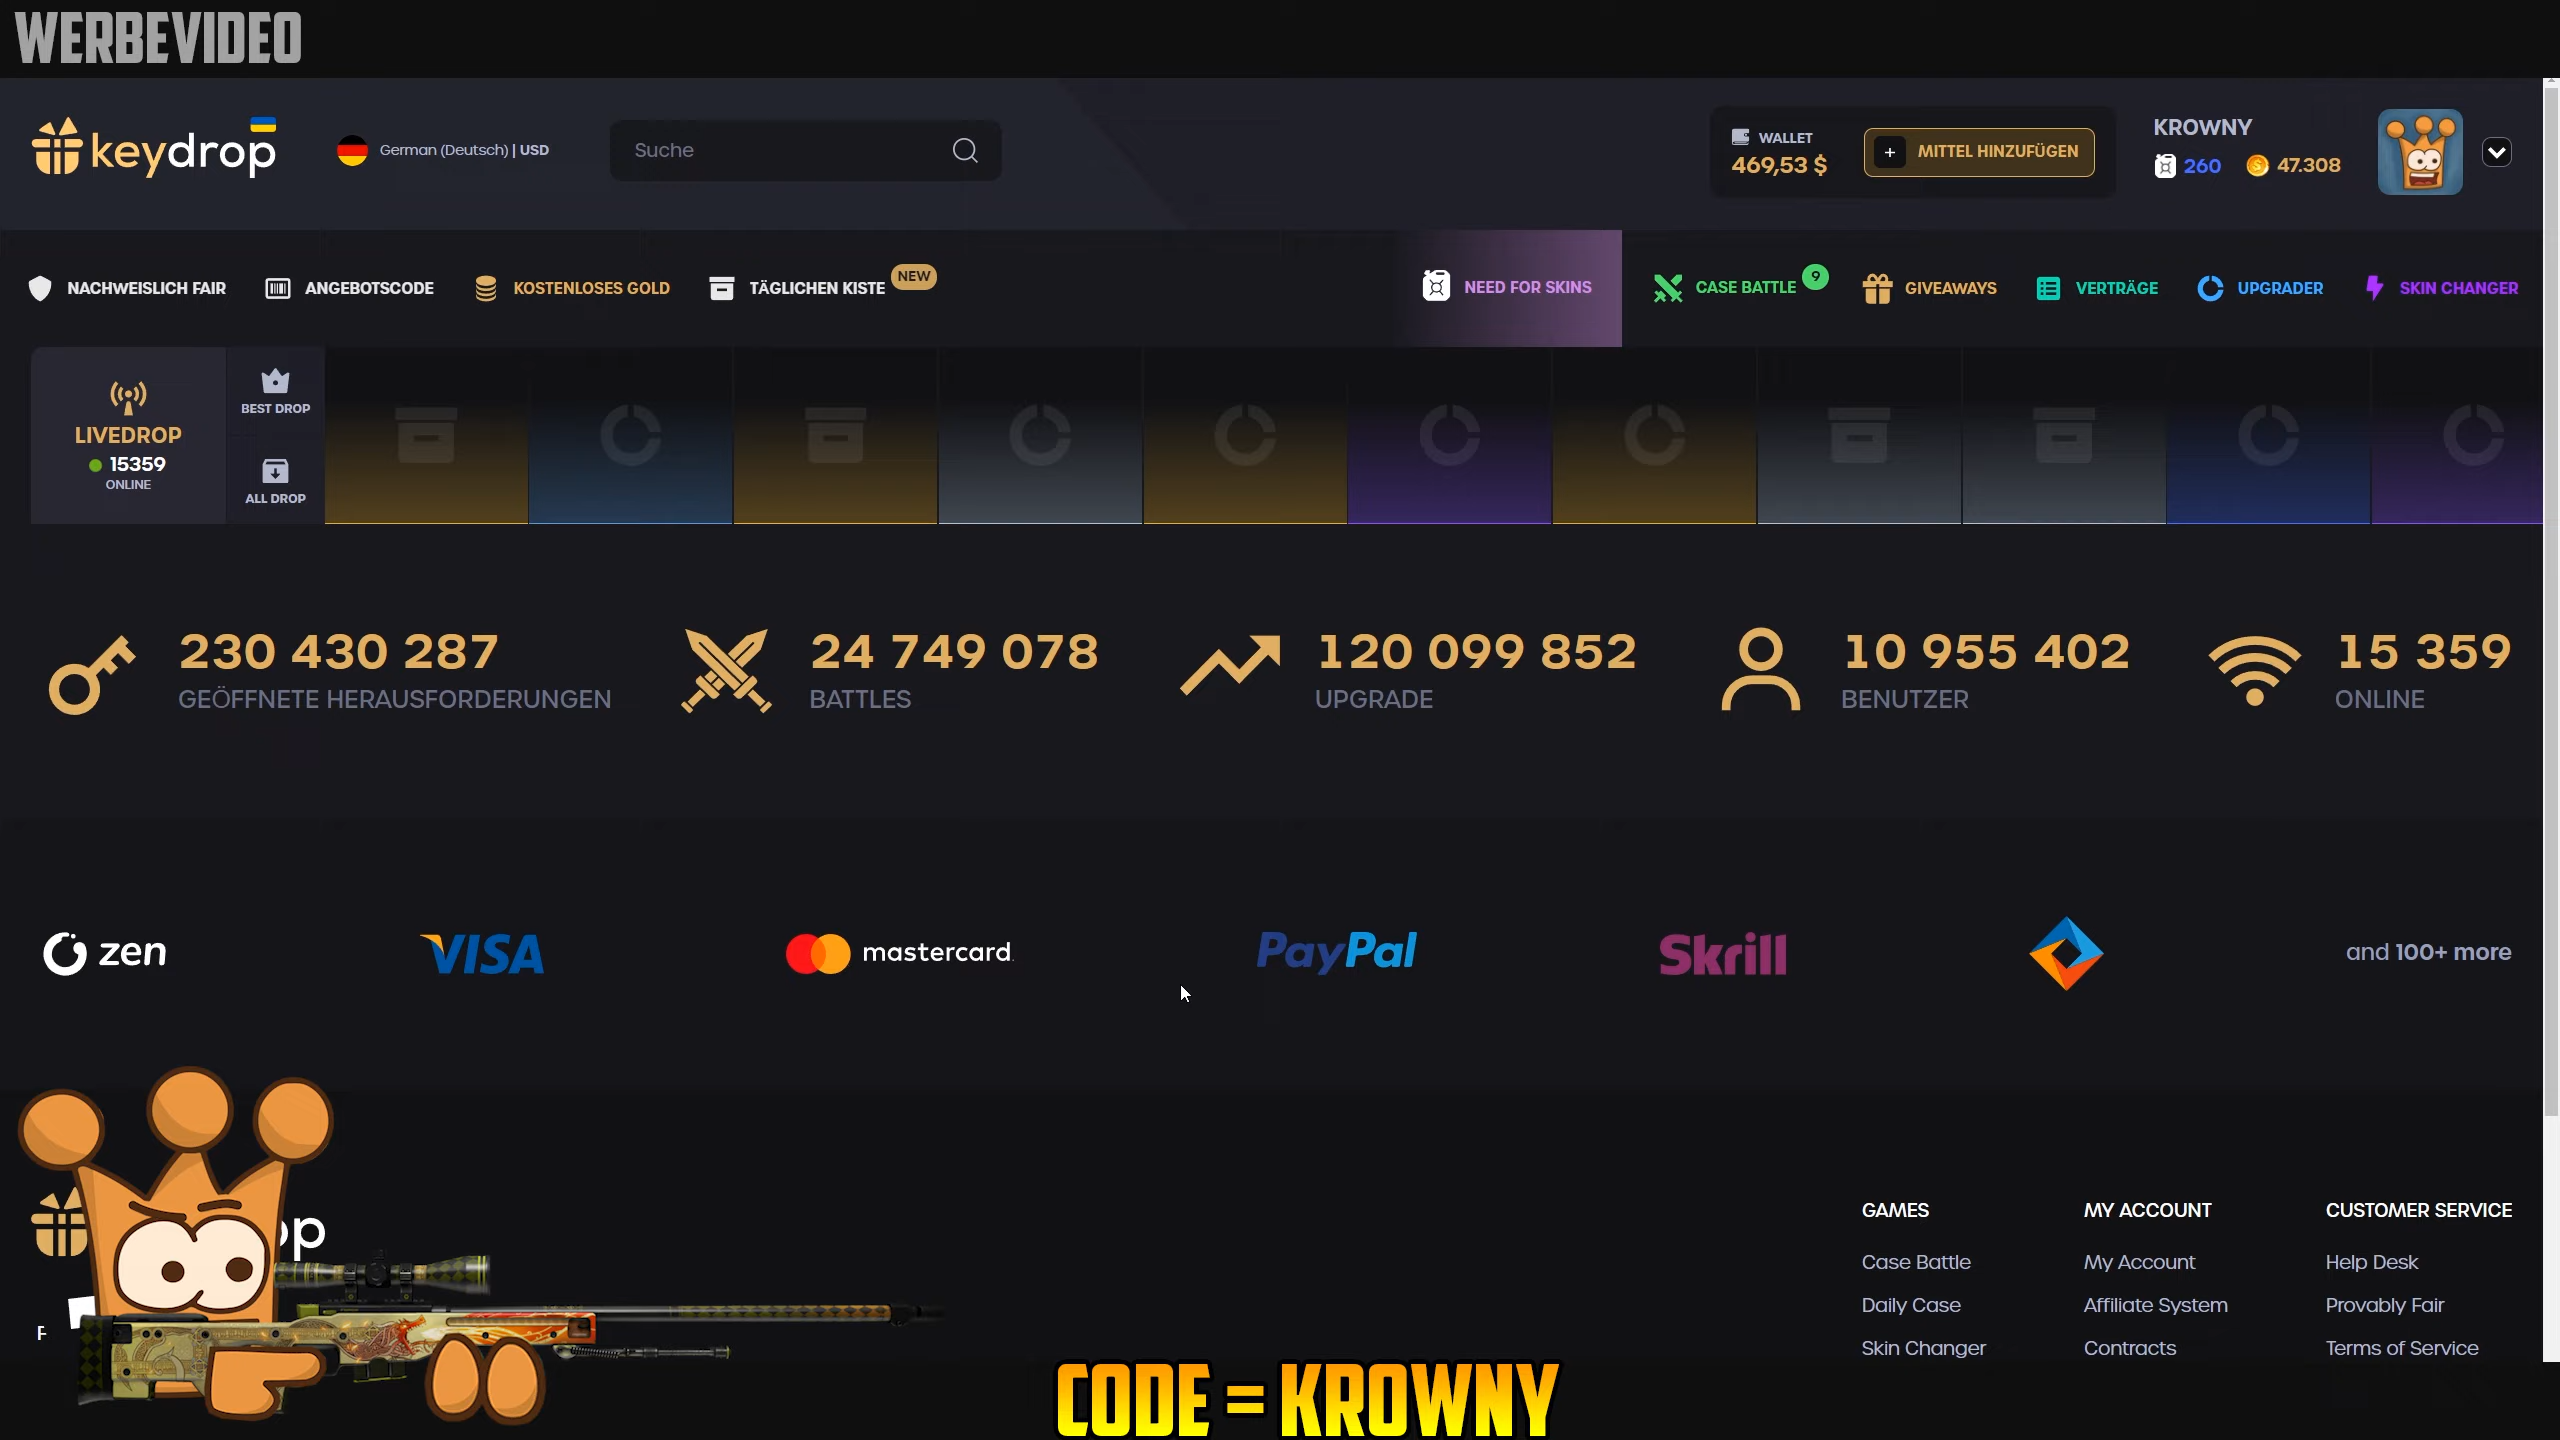 WERBEVIDEO
keydrop
German (Deutsch) | USD
Suche
WALLET
469,53 $
+ MITTEL HINZUFÜGEN
KROWNY
260
47.308
NACHWEISLICH FAIR
ANGEBOTSCODE
KOSTENLOSES GOLD
TÄGLICHEN KISTE
NEW
NEED FOR SKINS
CASE BATTLE
9
GIVEAWAYS
VERTRÄGE
UPGRADER
SKIN CHANGER
LIVEDROP
15359
ONLINE
BEST DROP
ALL DROP
230 430 287
GEÖFFNETE HERAUSFORDERUNGEN
24 749 078
BATTLES
120 099 852
UPGRADE
10 955 402
BENUTZER
15 359
ONLINE
zen
VISA
mastercard
PayPal
Skrill
and 100+ more
op
F
GAMES
Case Battle
Daily Case
Skin Changer
MY ACCOUNT
My Account
Affiliate System
Contracts
CUSTOMER SERVICE
Help Desk
Provably Fair
Terms of Service
CODE = KROWNY